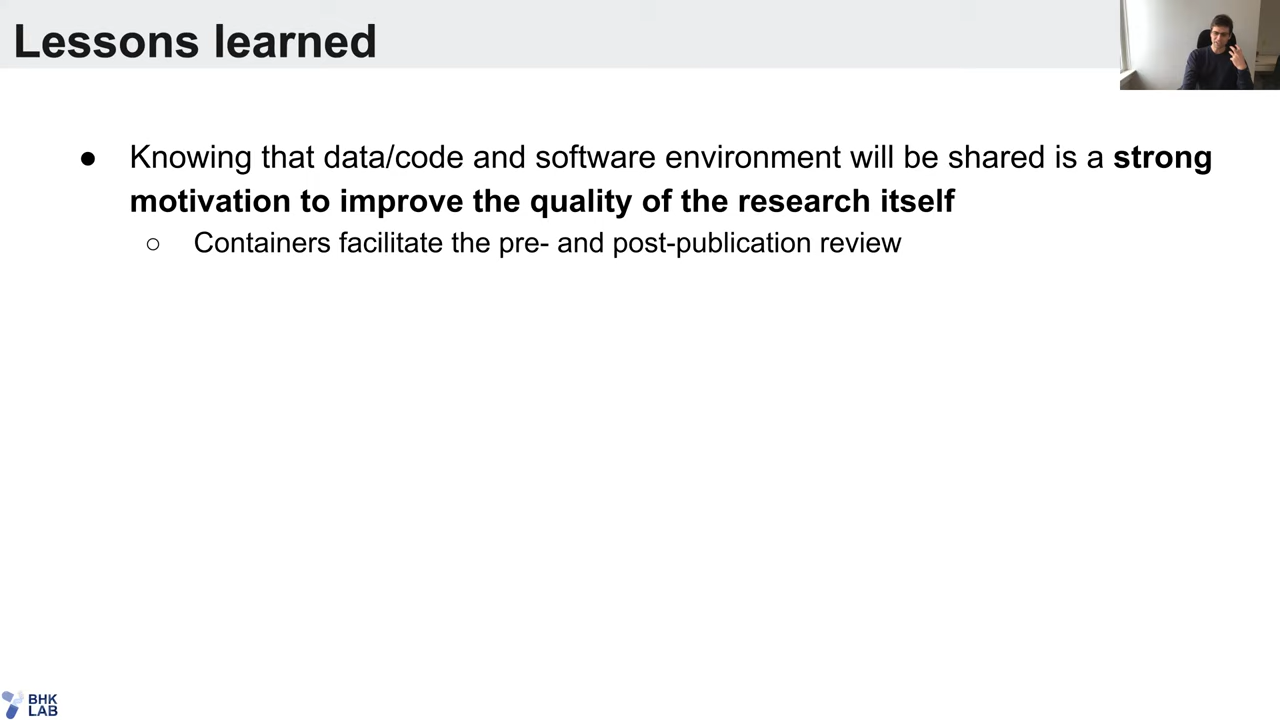 Lessons learned
● Knowing that data/code and software environment will be shared is a strong
motivation to improve the quality of the research itself
○ Containers facilitate the pre- and post-publication review
BHK
LAB